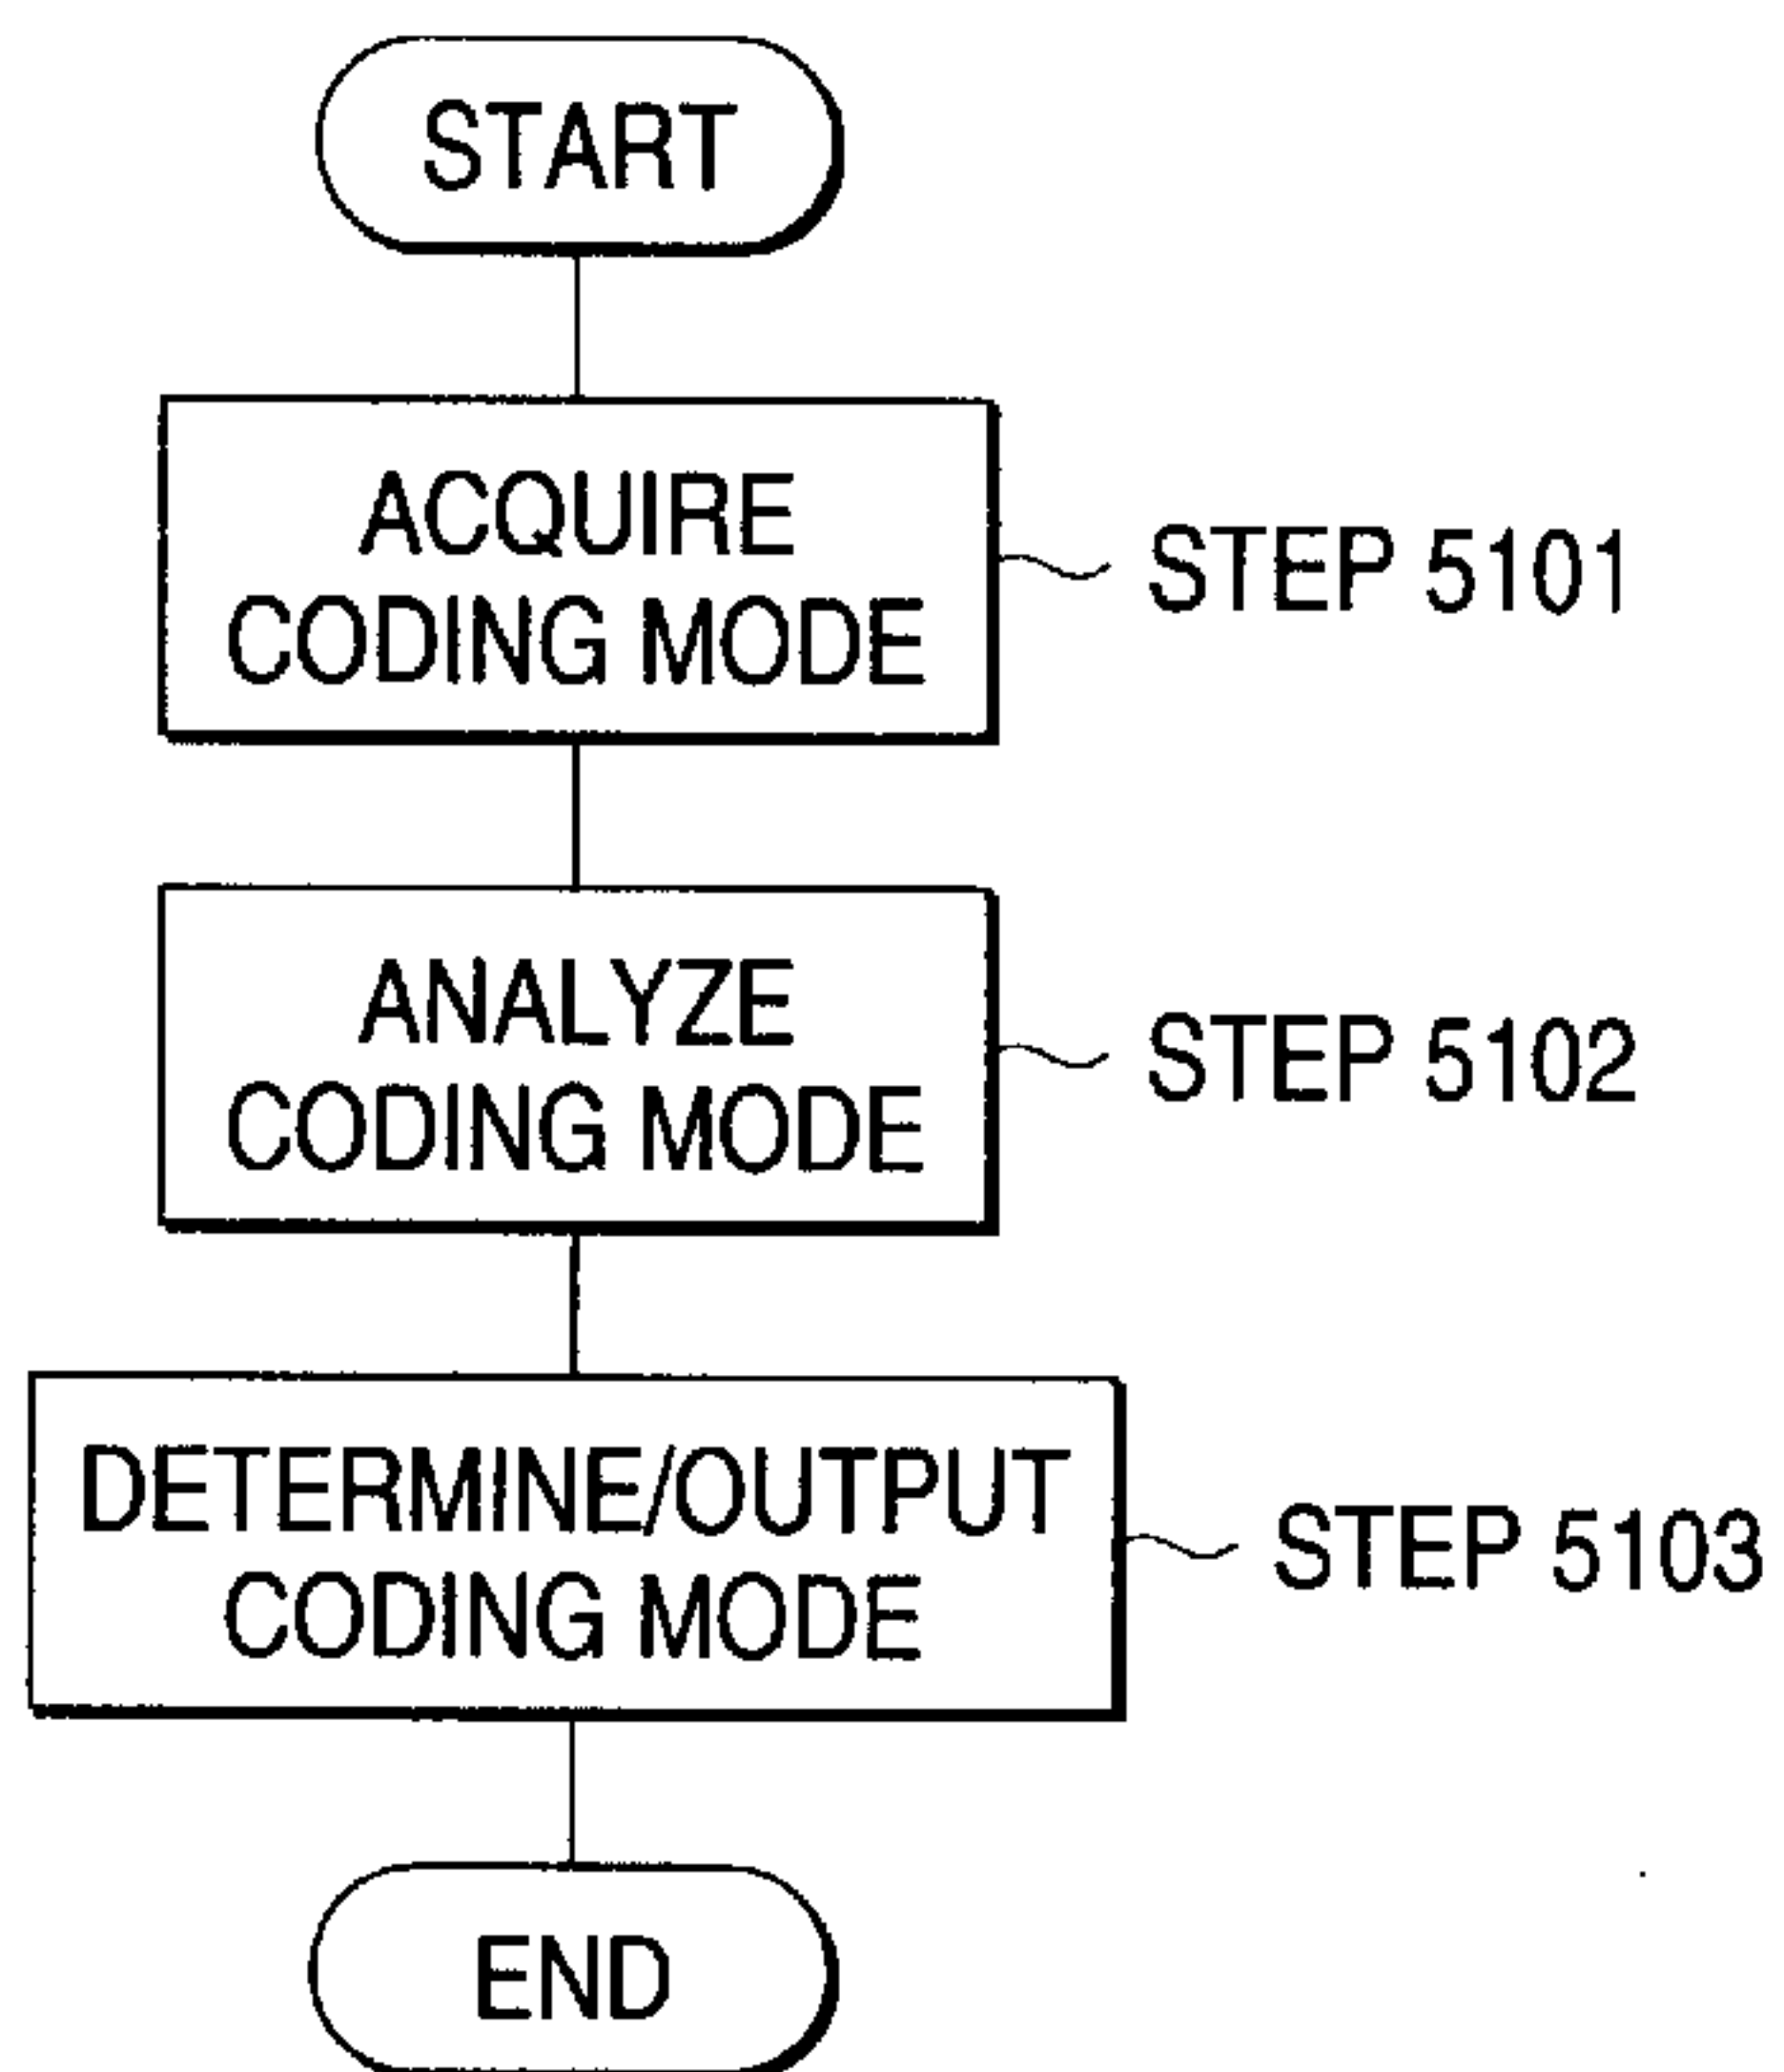 START
ACQUIRE
CODING MODE
STEP 5101
ANALYZE
CODING MODE
STEP 5102
DETERMINE/OUTPUT
CODING MODE
STEP 5103
END